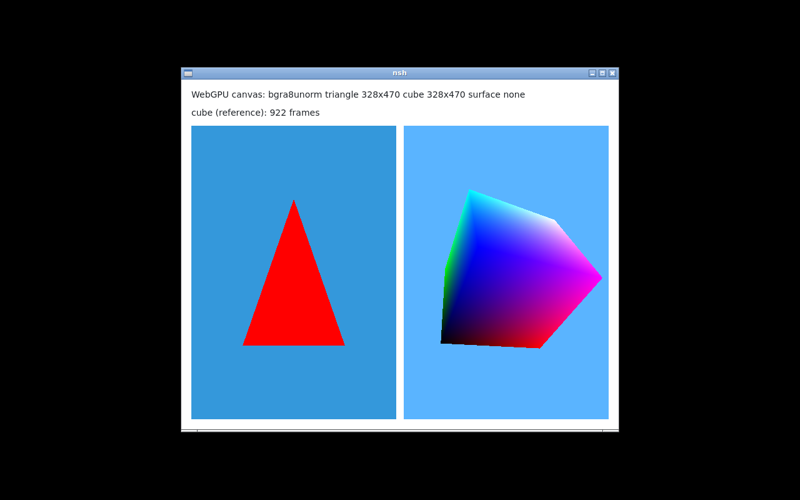 nsh
WebGPU canvas: bgra8unorm triangle 328x470 cube 328x470 surface none
cube (reference): 922 frames